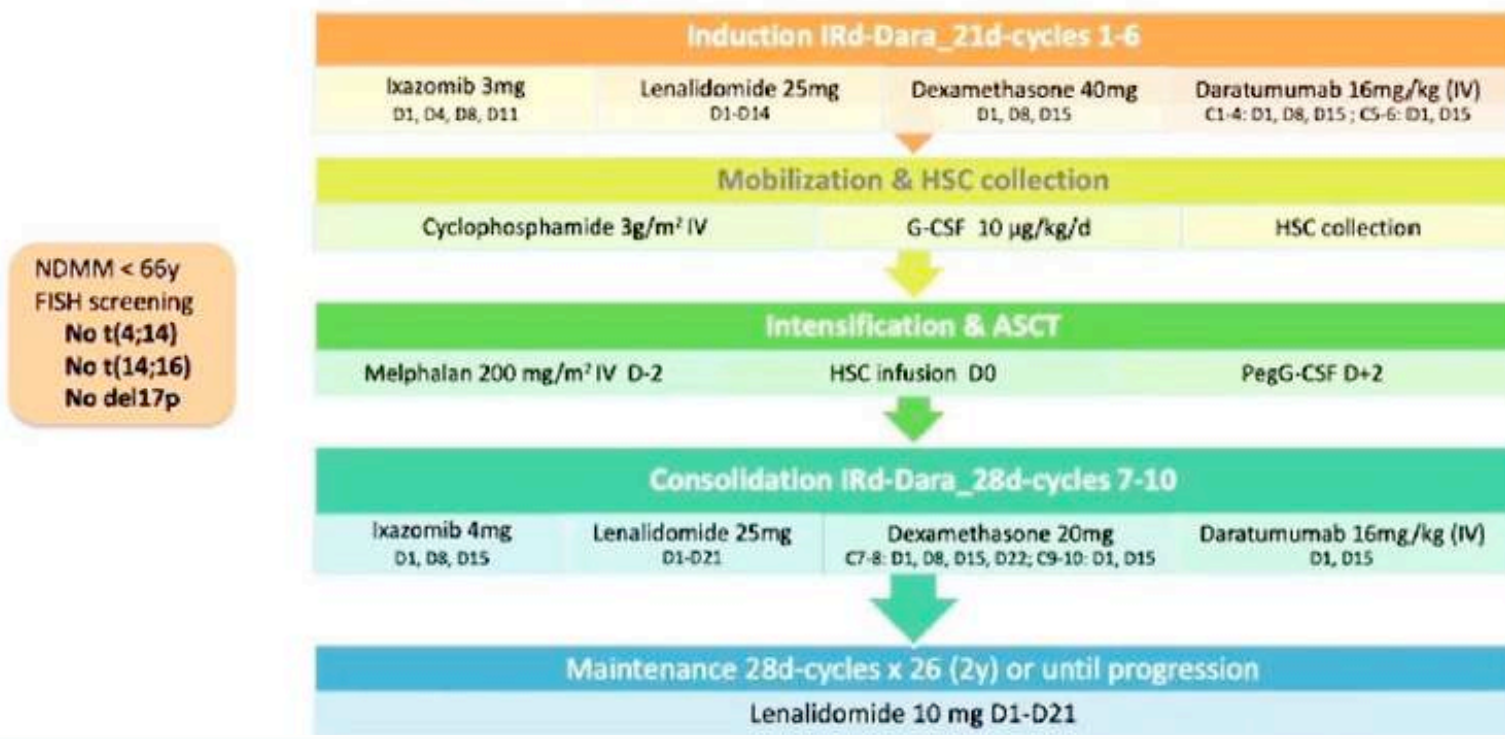 Induction IRd-Dara_21d-cycles 1-6
Ixazomib 3mg
D1, D4, D8, D11
Lenalidomide 25mg
D1-D14
Dexamethasone 40mg
D1, D8, D15
Daratumumab 16mg/kg (IV)
C1-4: D1, D8, D15 ; C5-6: D1, D15
Mobilization & HSC collection
Cyclophosphamide 3g/m² IV
G-CSF 10 µg/kg/d
HSC collection
NDMM < 66y
FISH screening
No t(4;14)
No t(14;16)
No del17p
Intensification & ASCT
Melphalan 200 mg/m² IV D-2
HSC infusion D0
PegG-CSF D+2
Consolidation IRd-Dara_28d-cycles 7-10
Ixazomib 4mg
D1, D8, D15
Lenalidomide 25mg
D1-D21
Dexamethasone 20mg
C7-8: D1, D8, D15, D22; C9-10: D1, D15
Daratumumab 16mg/kg (IV)
D1, D15
Maintenance 28d-cycles x 26 (2y) or until progression
Lenalidomide 10 mg D1-D21